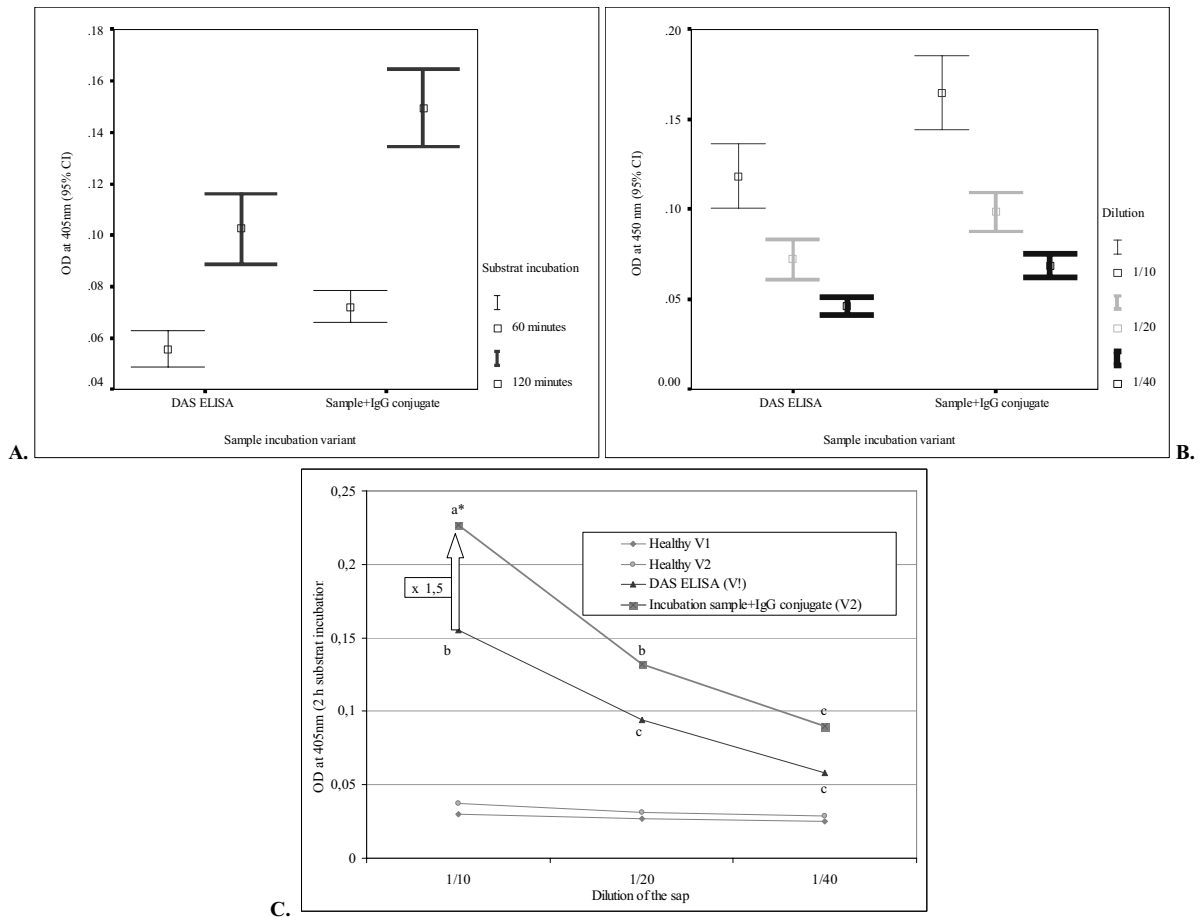 .18
.16
.14
.12
.10
.08
.06
.04
OD at 405nm (95% CI)
DAS ELISA
Sample+IgG conjugate
Sample incubation variant
Substrat incubation
60 minutes
120 minutes
A.
.20
.15
.10
.05
0.00
OD at 450 nm (95% CI)
DAS ELISA
Sample+IgG conjugate
Sample incubation variant
Dilution
1/10
1/20
1/40
B.
0,25
0,2
0,15
0,1
0,05
0
OD at 405nm (2 h substrat incubation
a*
x 1,5
b
b
c
c
c
Healthy V1
Healthy V2
DAS ELISA (V!)
Incubation sample+IgG conjugate (V2)
1/10
1/20
1/40
Dilution of the sap
C.